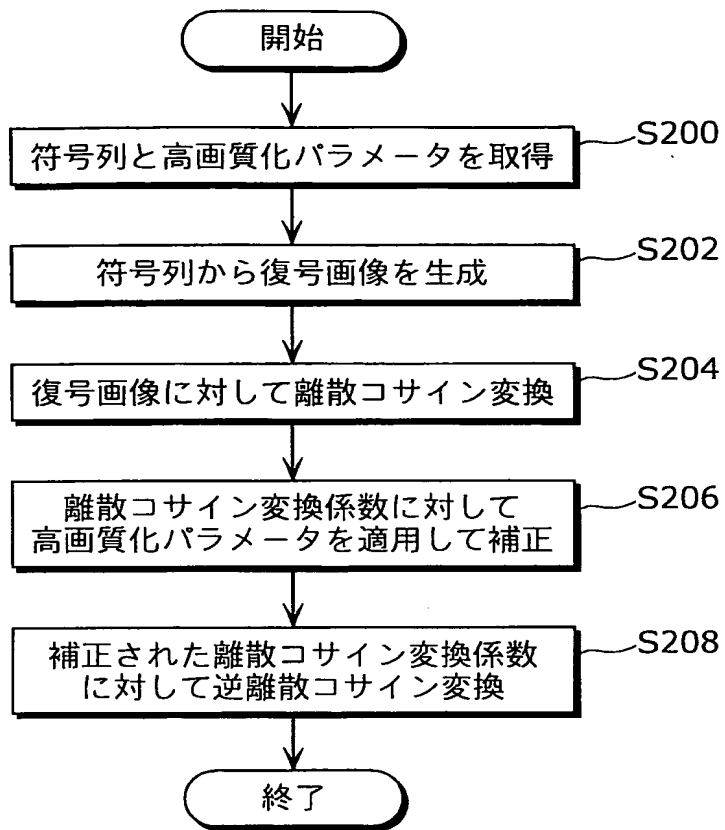 開始
符号列と高画質化パラメータを取得
S200
符号列から復号画像を生成
S202
復号画像に対して離散コサイン変換
S204
離散コサイン変換係数に対して
高画質化パラメータを適用して補正
S206
補正された離散コサイン変換係数
に対して逆離散コサイン変換
S208
終了